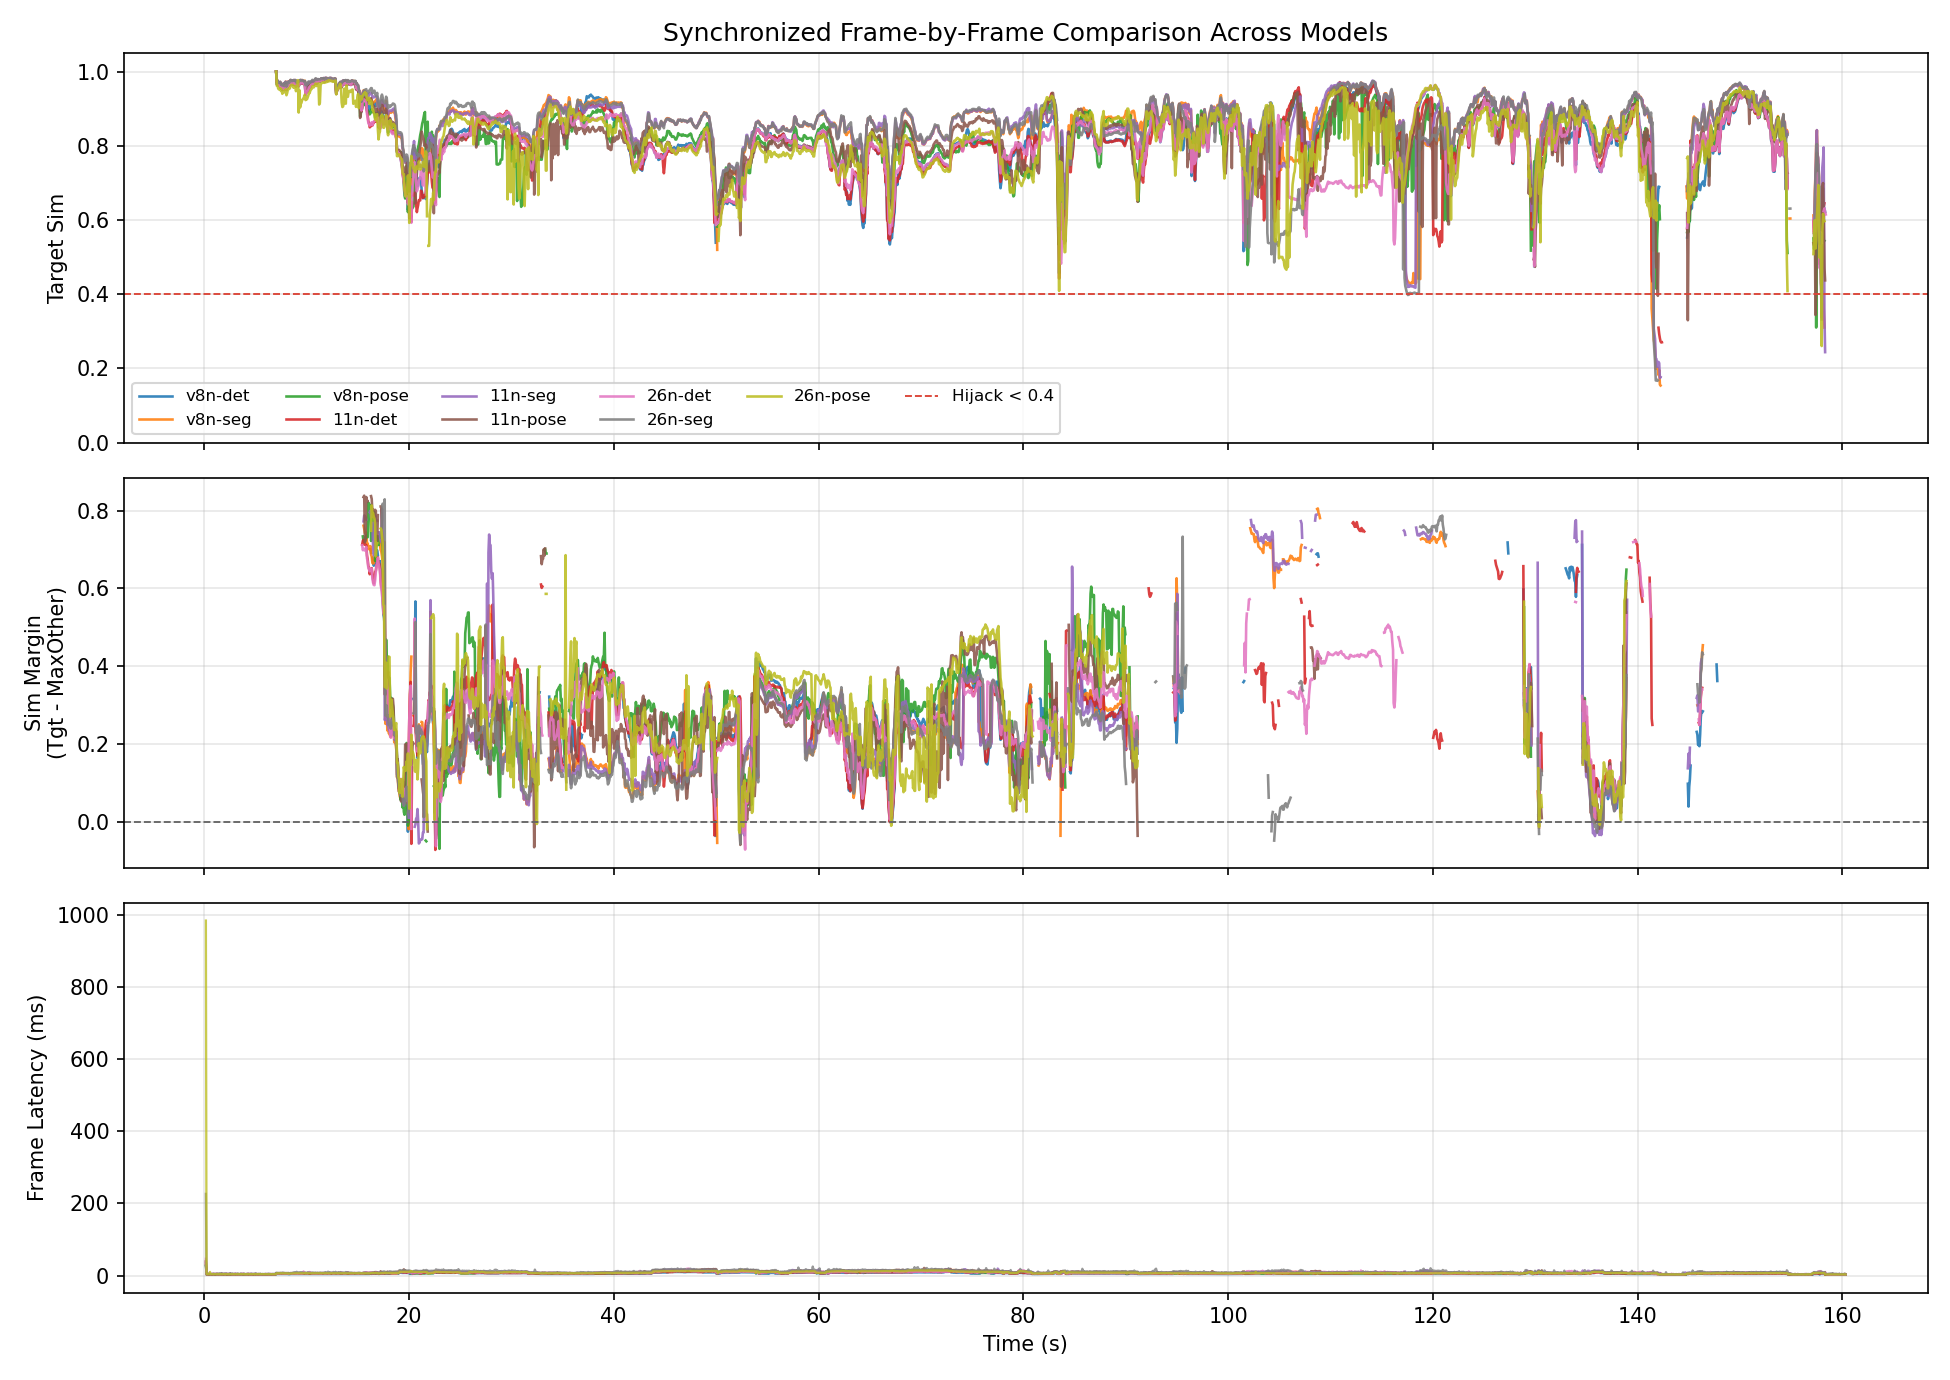 Synchronized Frame-by-Frame Comparison Across Models
1.0
0.8
0.6
0.4
0.2
0.0
Target Sim
v8n-det
v8n-seg
v8n-pose
11n-det
11n-seg
11n-pose
26n-det
26n-seg
26n-pose
Hijack < 0.4
0.8
0.6
0.4
0.2
0.0
Sim Margin
(Tgt - MaxOther)
1000
800
600
400
200
0
Frame Latency (ms)
0 20 40 60 80 100 120 140 160
Time (s)